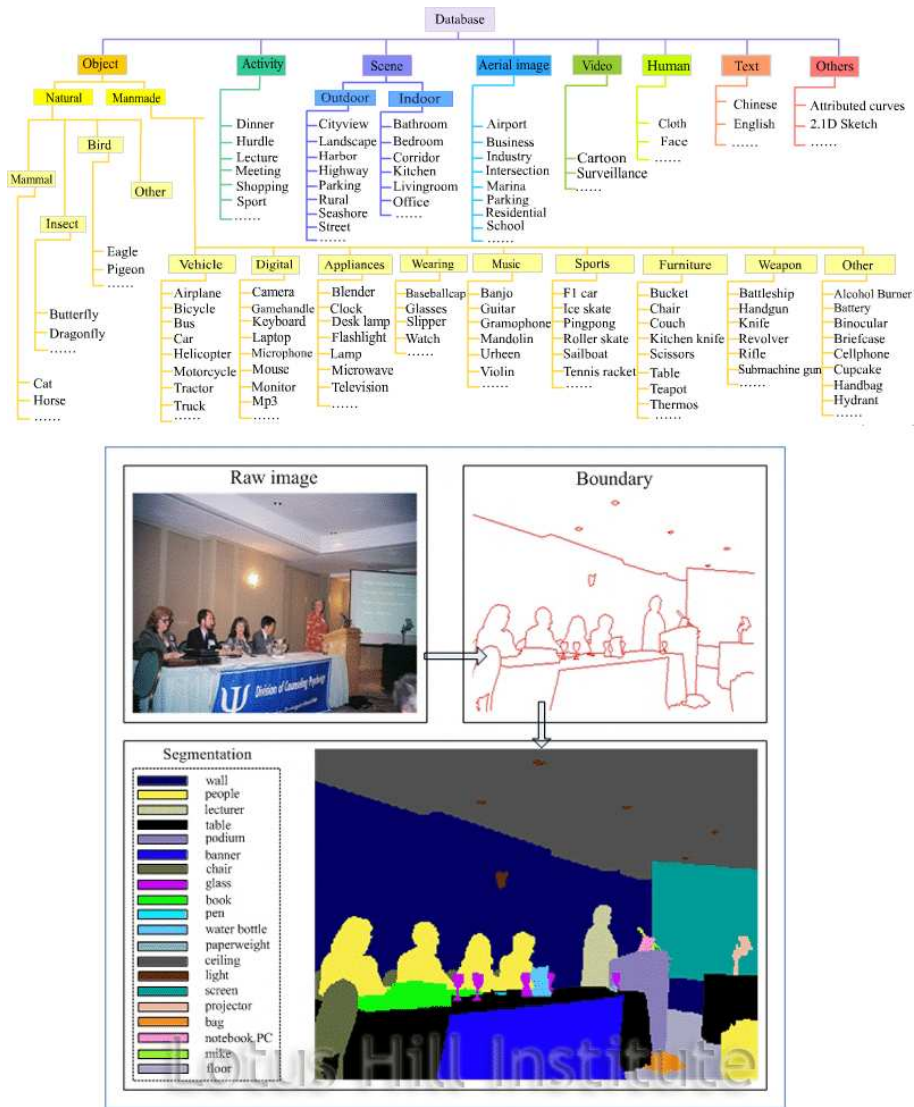 Database
Object
Activity
Scene
Aerial image
Video
Human
Text
Others
Natural
Manmade
Mammal
Insect
Bird
Other
Cat
Horse
......
Butterfly
Dragonfly
......
Eagle
Pigeon
......
Dinner
Hurdle
Lecture
Meeting
Shopping
Sport
......
Outdoor
Cityview
Landscape
Harbor
Highway
Parking
Rural
Seashore
Street
......
Indoor
Bathroom
Bedroom
Corridor
Kitchen
Livingroom
Office
......
Airport
Business
Industry
Intersection
Marina
Parking
Residential
School
......
Cartoon
Surveillance
......
Cloth
Face
......
Chinese
English
......
Attributed curves
2.1D Sketch
......
Vehicle
Airplane
Bicycle
Bus
Car
Helicopter
Motorcycle
Tractor
Truck
......
Digital
Camera
Gamehandle
Keyboard
Laptop
Microphone
Mouse
Monitor
Mp3
......
Appliances
Blender
Clock
Desk lamp
Flashlight
Lamp
Microwave
Television
......
Wearing
Baseballcap
Glasses
Slipper
Watch
......
Music
Banjo
Guitar
Gramophone
Mandolin
Urheen
Violin
......
Sports
F1 car
Ice skate
Pingpong
Roller skate
Sailboat
Tennis racket
......
Furniture
Bucket
Chair
Couch
Kitchen knife
Scissors
Table
Teapot
Thermos
......
Weapon
Battleship
Handgun
Knife
Revolver
Rifle
Submachine gun
......
Other
Alcohol Burner
Battery
Binocular
Briefcase
Cellphone
Cupcake
Handbag
Hydrant
......
Raw image
Ψ Division of Counseling Psychology
Boundary
Segmentation
wall
people
lecturer
table
podium
banner
chair
glass
book
pen
water bottle
paperweight
ceiling
light
screen
projector
bag
notebook PC
mike
floor
Lotus Hill Institute